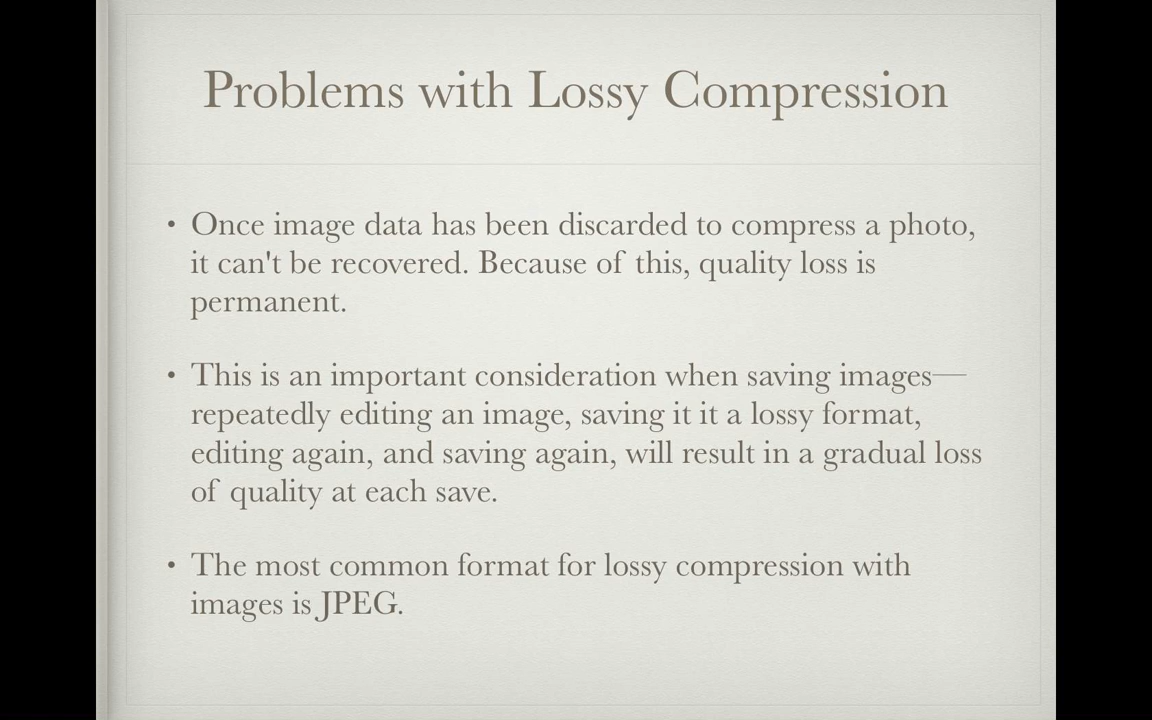 Problems with Lossy Compression
• Once image data has been discarded to compress a photo,
it can't be recovered. Because of this, quality loss is
permanent.
• This is an important consideration when saving images—
repeatedly editing an image, saving it it a lossy format,
editing again, and saving again, will result in a gradual loss
of quality at each save.
• The most common format for lossy compression with
images is JPEG.